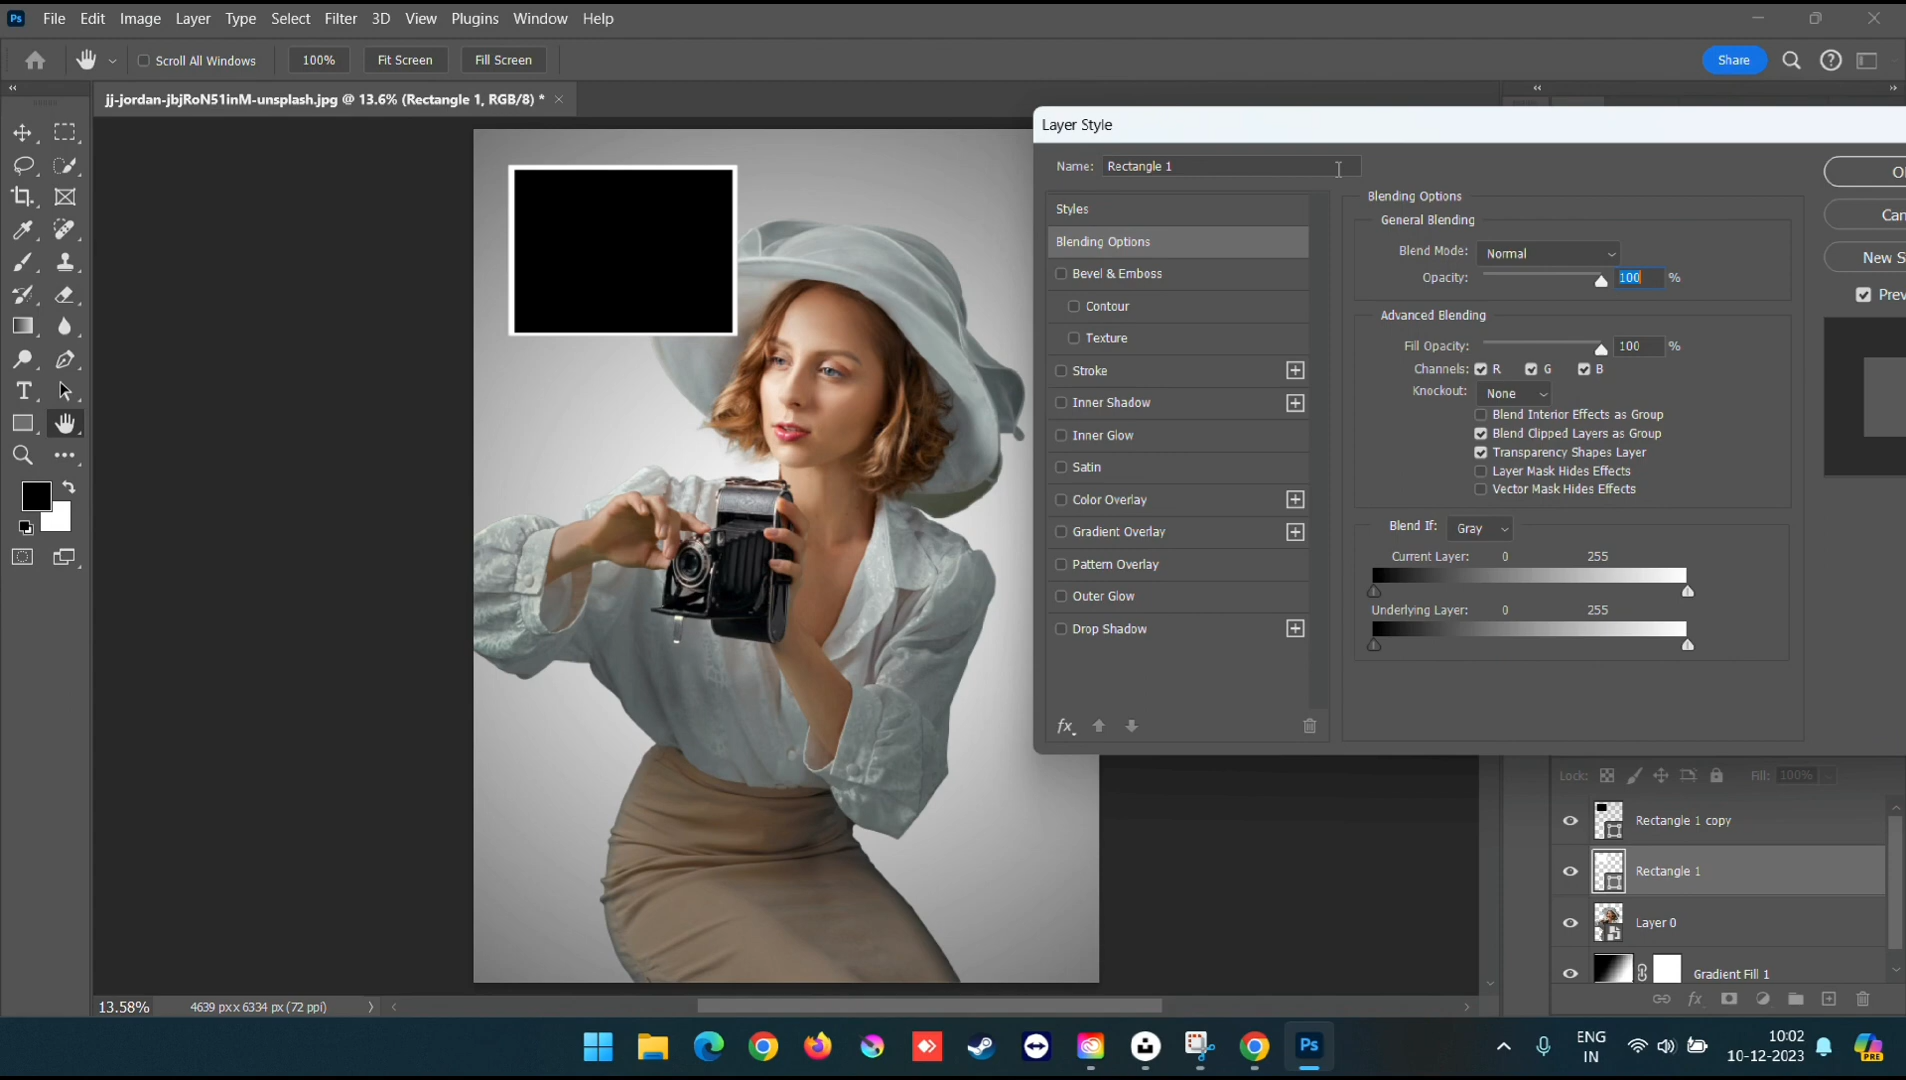 Ps File Edit Image Layer Type Select Filter 3D View Plugins Window Help
Scroll All Windows 100% Fit Screen Fill Screen Share
jj-jordan-jbjRoN51inM-unsplash.jpg @ 13.6% (Rectangle 1, RGB/8) *
Layer Style
Name: Rectangle 1
Styles
Blending Options
Bevel & Emboss
Contour
Texture
Stroke
Inner Shadow
Inner Glow
Satin
Color Overlay
Gradient Overlay
Pattern Overlay
Outer Glow
Drop Shadow
fx
Blending Options
General Blending
Blend Mode: Normal
Opacity: 100 %
Advanced Blending
Fill Opacity: 100 %
Channels: R G B
Knockout: None
Blend Interior Effects as Group
Blend Clipped Layers as Group
Transparency Shapes Layer
Layer Mask Hides Effects
Vector Mask Hides Effects
Blend If: Gray
Current Layer: 0 255
Underlying Layer: 0 255
Can
New S
Prev
Lock: Fill: 100%
Rectangle 1 copy
Rectangle 1
Layer 0
Gradient Fill 1
fx
T
13.58% 4639 px x 6334 px (72 ppi)
Ps
ENG
IN
10:02
10-12-2023
PRE